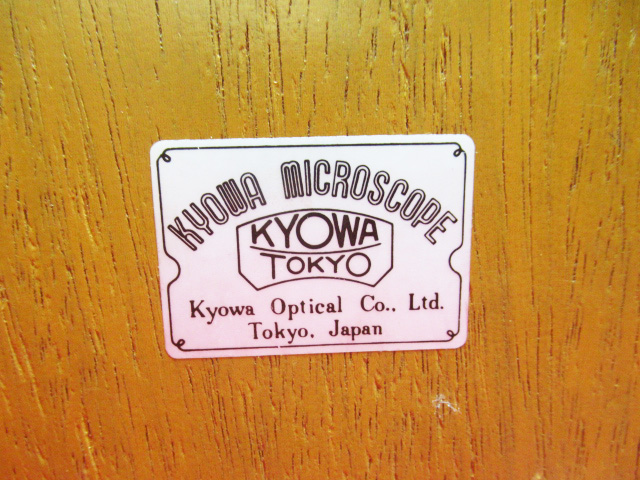 KYOWA MICROSCOPE
KYOWA
TOKYO
Kyowa Optical Co., Ltd.
Tokyo, Japan